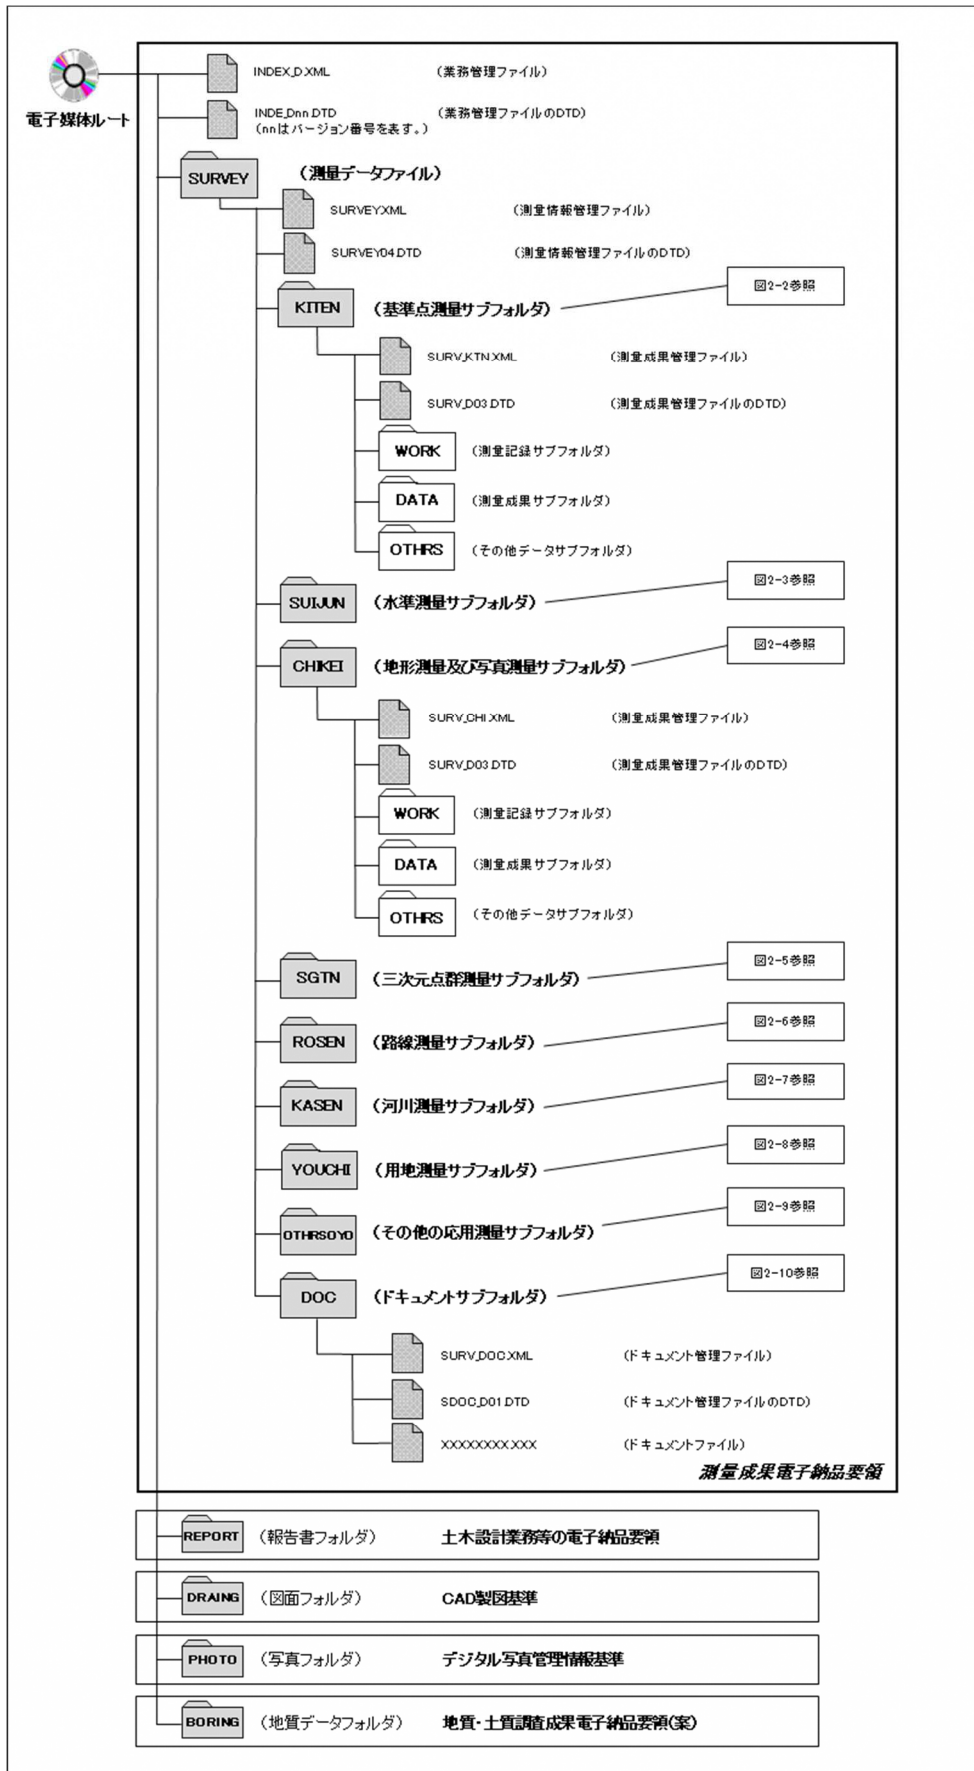 電子媒体ルート
INDEX_D.XML （業務管理ファイル）
INDE_Dnn.DTD （業務管理ファイルのDTD）
（nnはバージョン番号を表す。）
SURVEY （測量データファイル）
SURVEY.XML （測量情報管理ファイル）
SURVEY04.DTD （測量情報管理ファイルのDTD）
図2-2参照
KITEN （基準点測量サブフォルダ）
SURV_KTN.XML （測量成果管理ファイル）
SURV_D03.DTD （測量成果管理ファイルのDTD）
WORK （測量記録サブフォルダ）
DATA （測量成果サブフォルダ）
OTHRS （その他データサブフォルダ）
図2-3参照
SUIJUN （水準測量サブフォルダ）
図2-4参照
CHIKEI （地形測量及び写真測量サブフォルダ）
SURV_CHI.XML （測量成果管理ファイル）
SURV_D03.DTD （測量成果管理ファイルのDTD）
WORK （測量記録サブフォルダ）
DATA （測量成果サブフォルダ）
OTHRS （その他データサブフォルダ）
図2-5参照
SGTN （三次元点群測量サブフォルダ）
図2-6参照
ROSEN （路線測量サブフォルダ）
図2-7参照
KASEN （河川測量サブフォルダ）
図2-8参照
YOUCHI （用地測量サブフォルダ）
図2-9参照
OTHRSOYO （その他の応用測量サブフォルダ）
図2-10参照
DOC （ドキュメントサブフォルダ）
SURV_DOC.XML （ドキュメント管理ファイル）
SDOC_D01.DTD （ドキュメント管理ファイルのDTD）
XXXXXXXX.XXX （ドキュメントファイル）
測量成果電子納品要領
REPORT （報告書フォルダ） 土木設計業務等の電子納品要領
DRAING （図面フォルダ） CAD製図基準
PHOTO （写真フォルダ） デジタル写真管理情報基準
BORING （地質データフォルダ） 地質・土質調査成果電子納品要領(案)